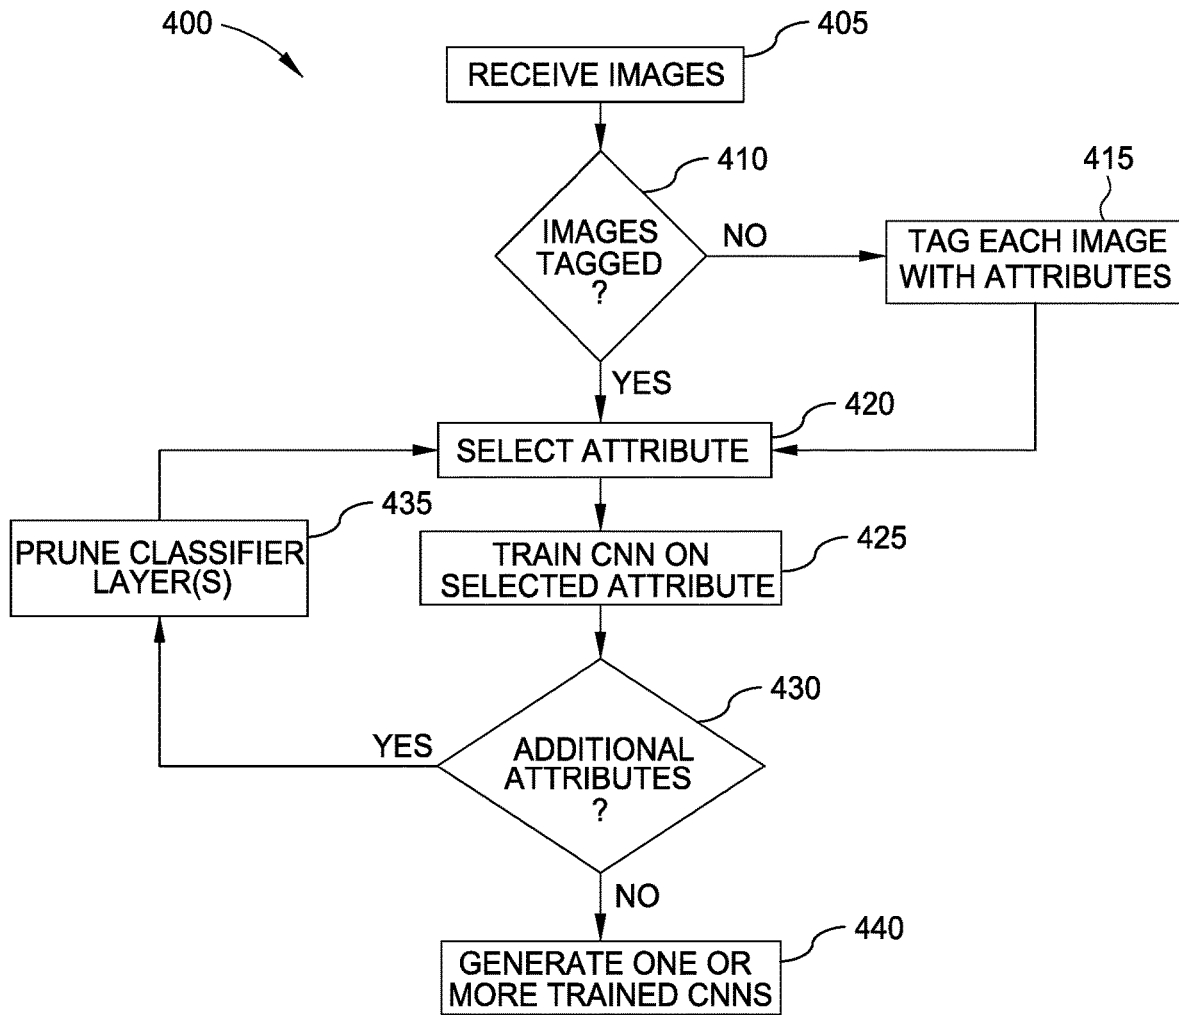 400
405
RECEIVE IMAGES
410
415
IMAGES
TAGGED
?
NO
TAG EACH IMAGE
WITH ATTRIBUTES
YES
420
SELECT ATTRIBUTE
435
PRUNE CLASSIFIER
LAYER(S)
425
TRAIN CNN ON
SELECTED ATTRIBUTE
430
YES
ADDITIONAL
ATTRIBUTES
?
NO
440
GENERATE ONE OR
MORE TRAINED CNNS